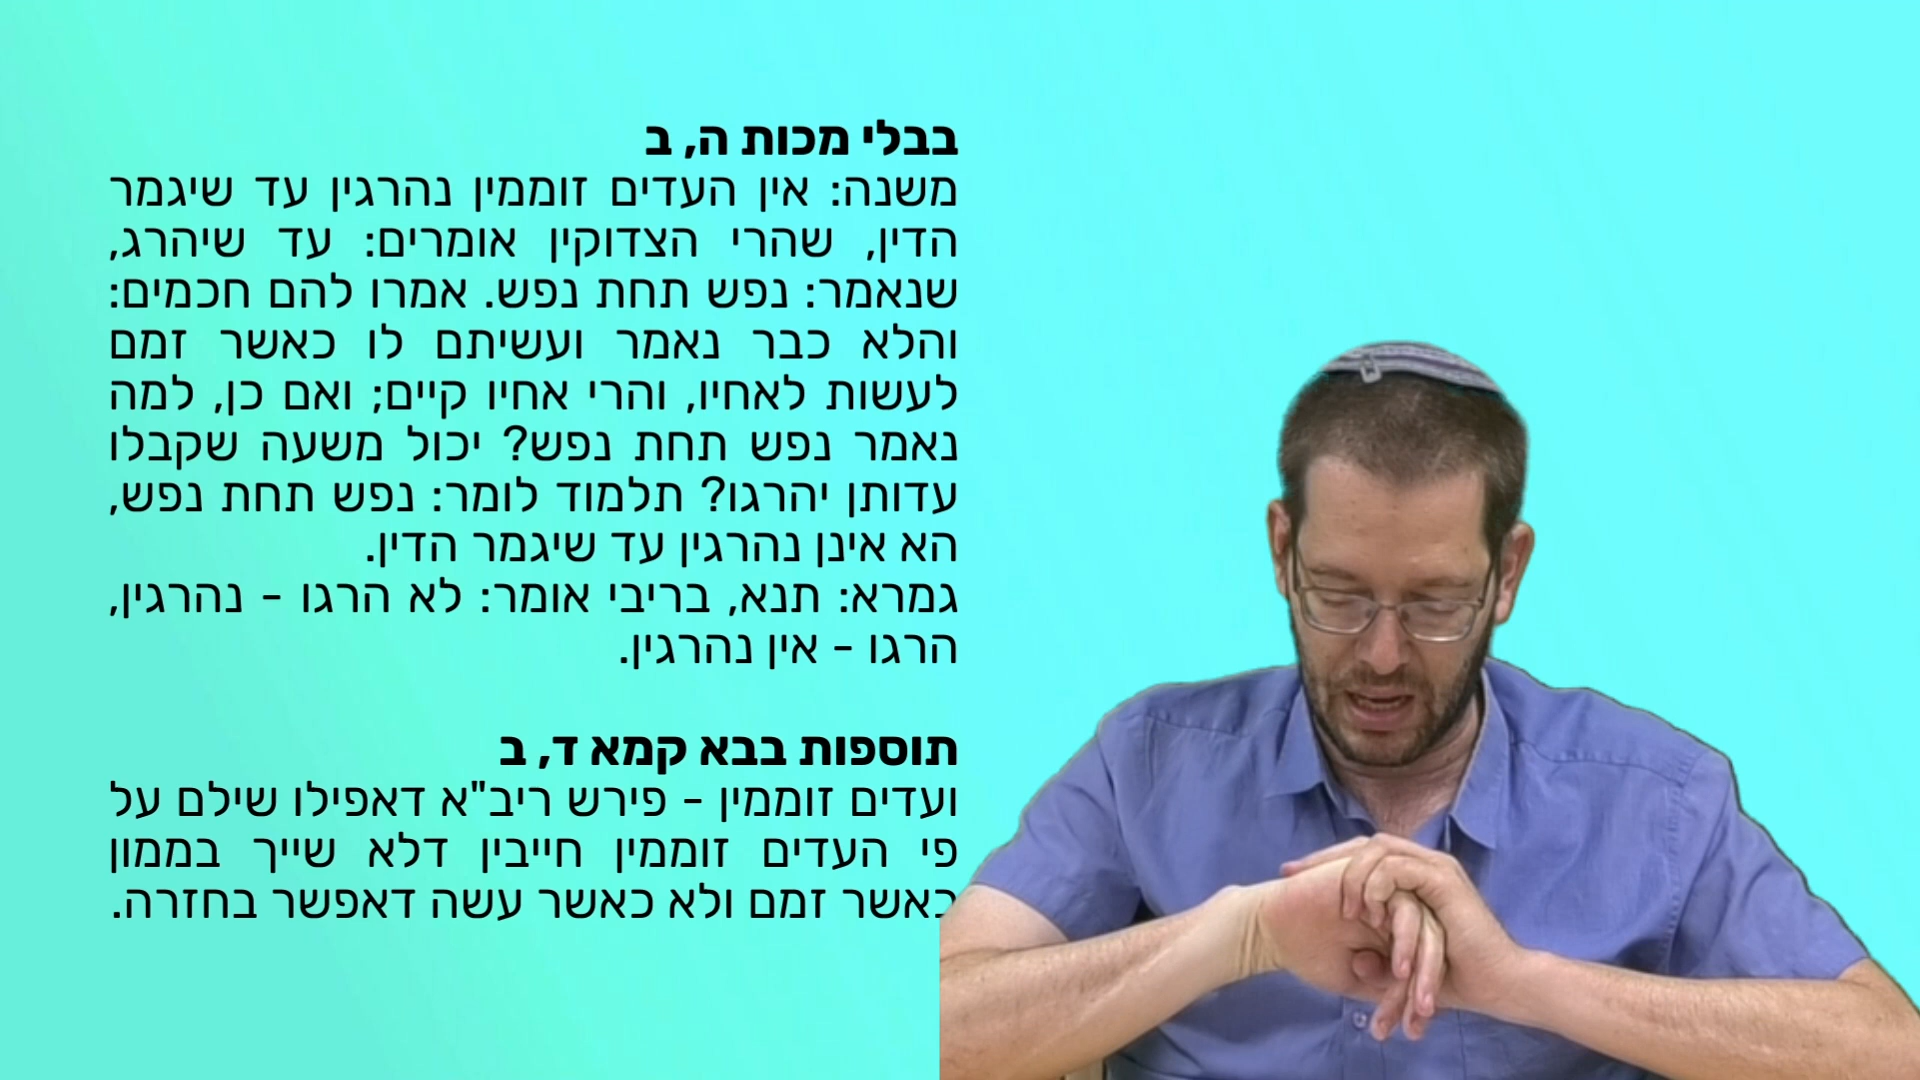 בבלי מכות ה, ב
משנה: אין העדים זוממין נהרגין עד שיגמר
הדין, שהרי הצדוקין אומרים: עד שיהרג,
שנאמר: נפש תחת נפש. אמרו להם חכמים:
והלא כבר נאמר ועשיתם לו כאשר זמם
לעשות לאחיו, והרי אחיו קיים; ואם כן, למה
נאמר נפש תחת נפש? יכול משעה שקבלו
עדותן יהרגו? תלמוד לומר: נפש תחת נפש,
הא אינן נהרגין עד שיגמר הדין.
גמרא: תנא, בריבי אומר: לא הרגו - נהרגין,
הרגו - אין נהרגין.
תוספות בבא קמא ד, ב
ועדים זוממין - פירש ריב"א דאפילו שילם על
פי העדים זוממין חייבין דלא שייך בממון
כאשר זמם ולא כאשר עשה דאפשר בחזרה.